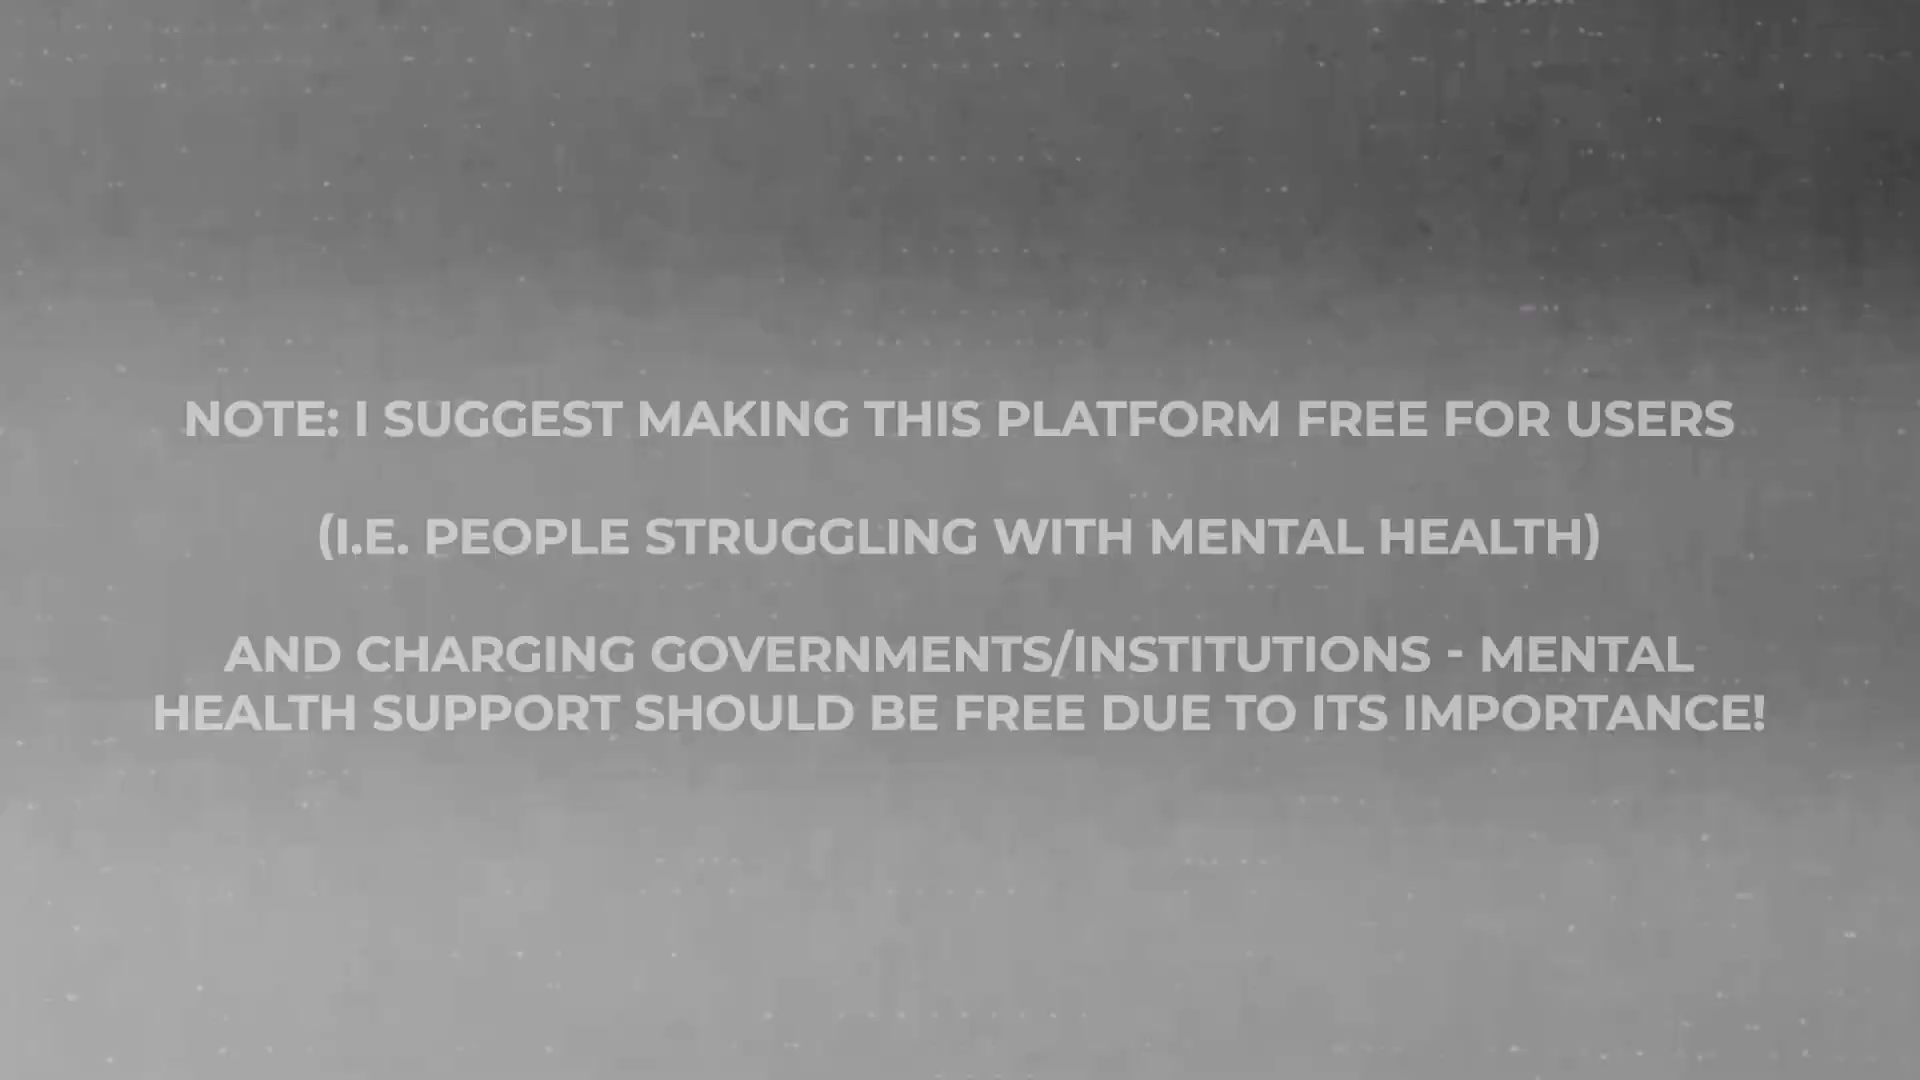 NOTE: I SUGGEST MAKING THIS PLATFORM FREE FOR USERS
(I.E. PEOPLE STRUGGLING WITH MENTAL HEALTH)
AND CHARGING GOVERNMENTS/INSTITUTIONS - MENTAL
HEALTH SUPPORT SHOULD BE FREE DUE TO ITS IMPORTANCE!